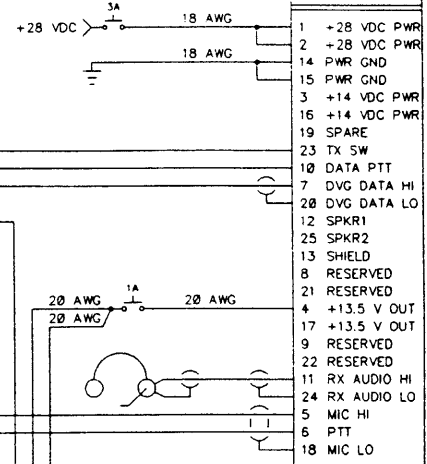 3A
+28 VDC
18 AWG
1 +28 VDC PWR
2 +28 VDC PWR
18 AWG
14 PWR GND
15 PWR GND
3 +14 VDC PWR
16 +14 VDC PWR
19 SPARE
23 TX SW
10 DATA PTT
7 DVG DATA HI
20 DVG DATA LO
12 SPKR1
25 SPKR2
13 SHIELD
8 RESERVED
21 RESERVED
1A
20 AWG 20 AWG
4 +13.5 V OUT
20 AWG
17 +13.5 V OUT
9 RESERVED
22 RESERVED
11 RX AUDIO HI
24 RX AUDIO LO
5 MIC HI
6 PTT
18 MIC LO